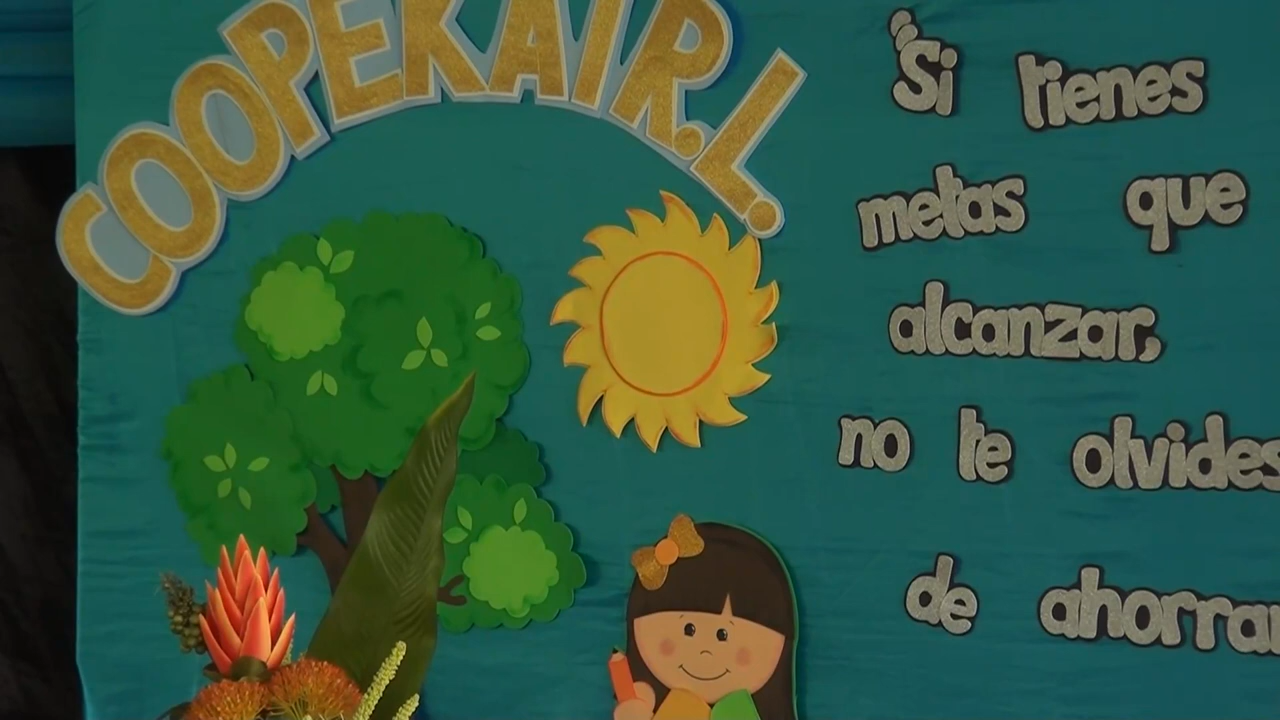 COOPEKAIR.L.
"Si tienes
metas que
alcanzar,
no te olvides
de ahorrar